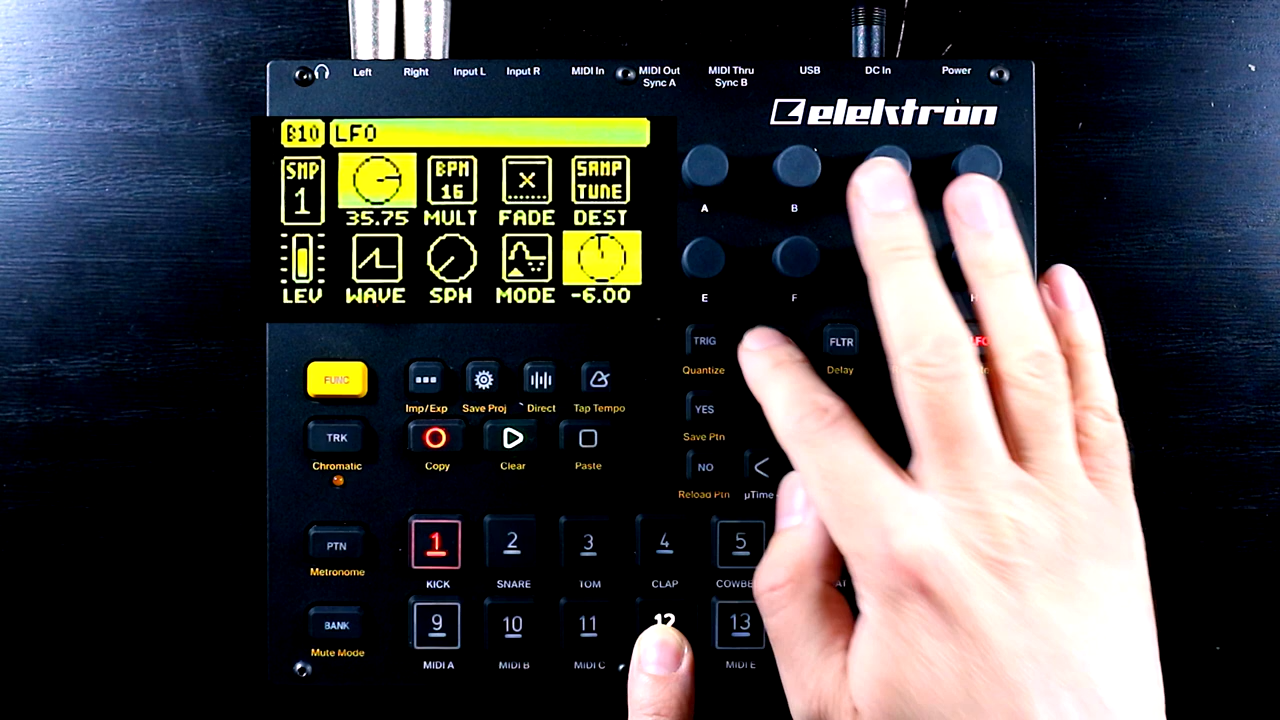 Left Right Input L Input R MIDI In MIDI Out MIDI Thru USB DC In Power
Sync A Sync B
elektron
B10 LFO
SMP 1 BPM 16 SAMP TUNE
35.75 MULT FADE DEST
LEV WAVE SPH MODE -6.00
A B
E F H
FUNC
TRIG FLTR
Quantize Delay
Imp/Exp Save Proj Direct Tap Tempo
YES
Save Ptn
TRK
Chromatic Copy Clear Paste
NO
Reload Ptn µTime
PTN 1 2 3 4 5
Metronome KICK SNARE TOM CLAP
BANK 9 10 11 12 13
Mute Mode MIDI A MIDI B MIDI C MIDI E